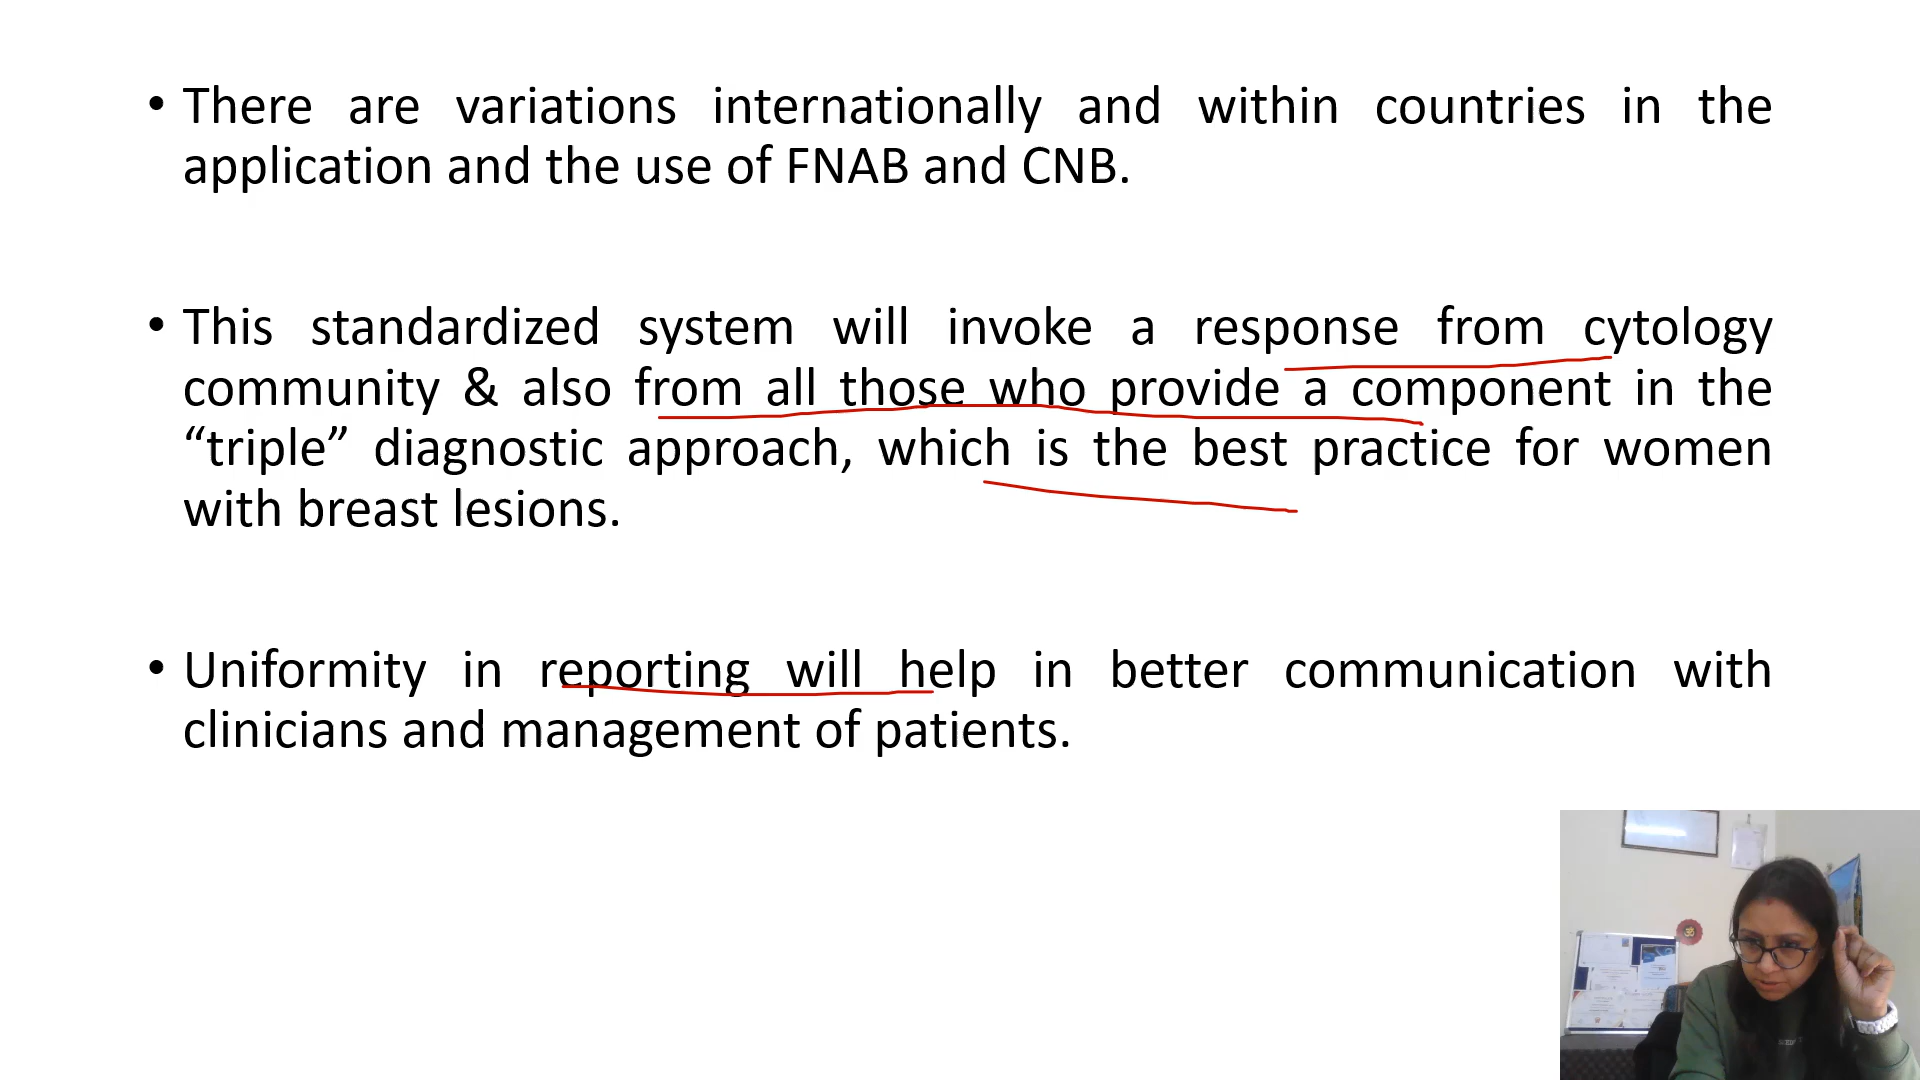 • There are variations internationally and within countries in the
application and the use of FNAB and CNB.
• This standardized system will invoke a response from cytology
community & also from all those who provide a component in the
“triple” diagnostic approach, which is the best practice for women
with breast lesions.
• Uniformity in reporting will help in better communication with
clinicians and management of patients.